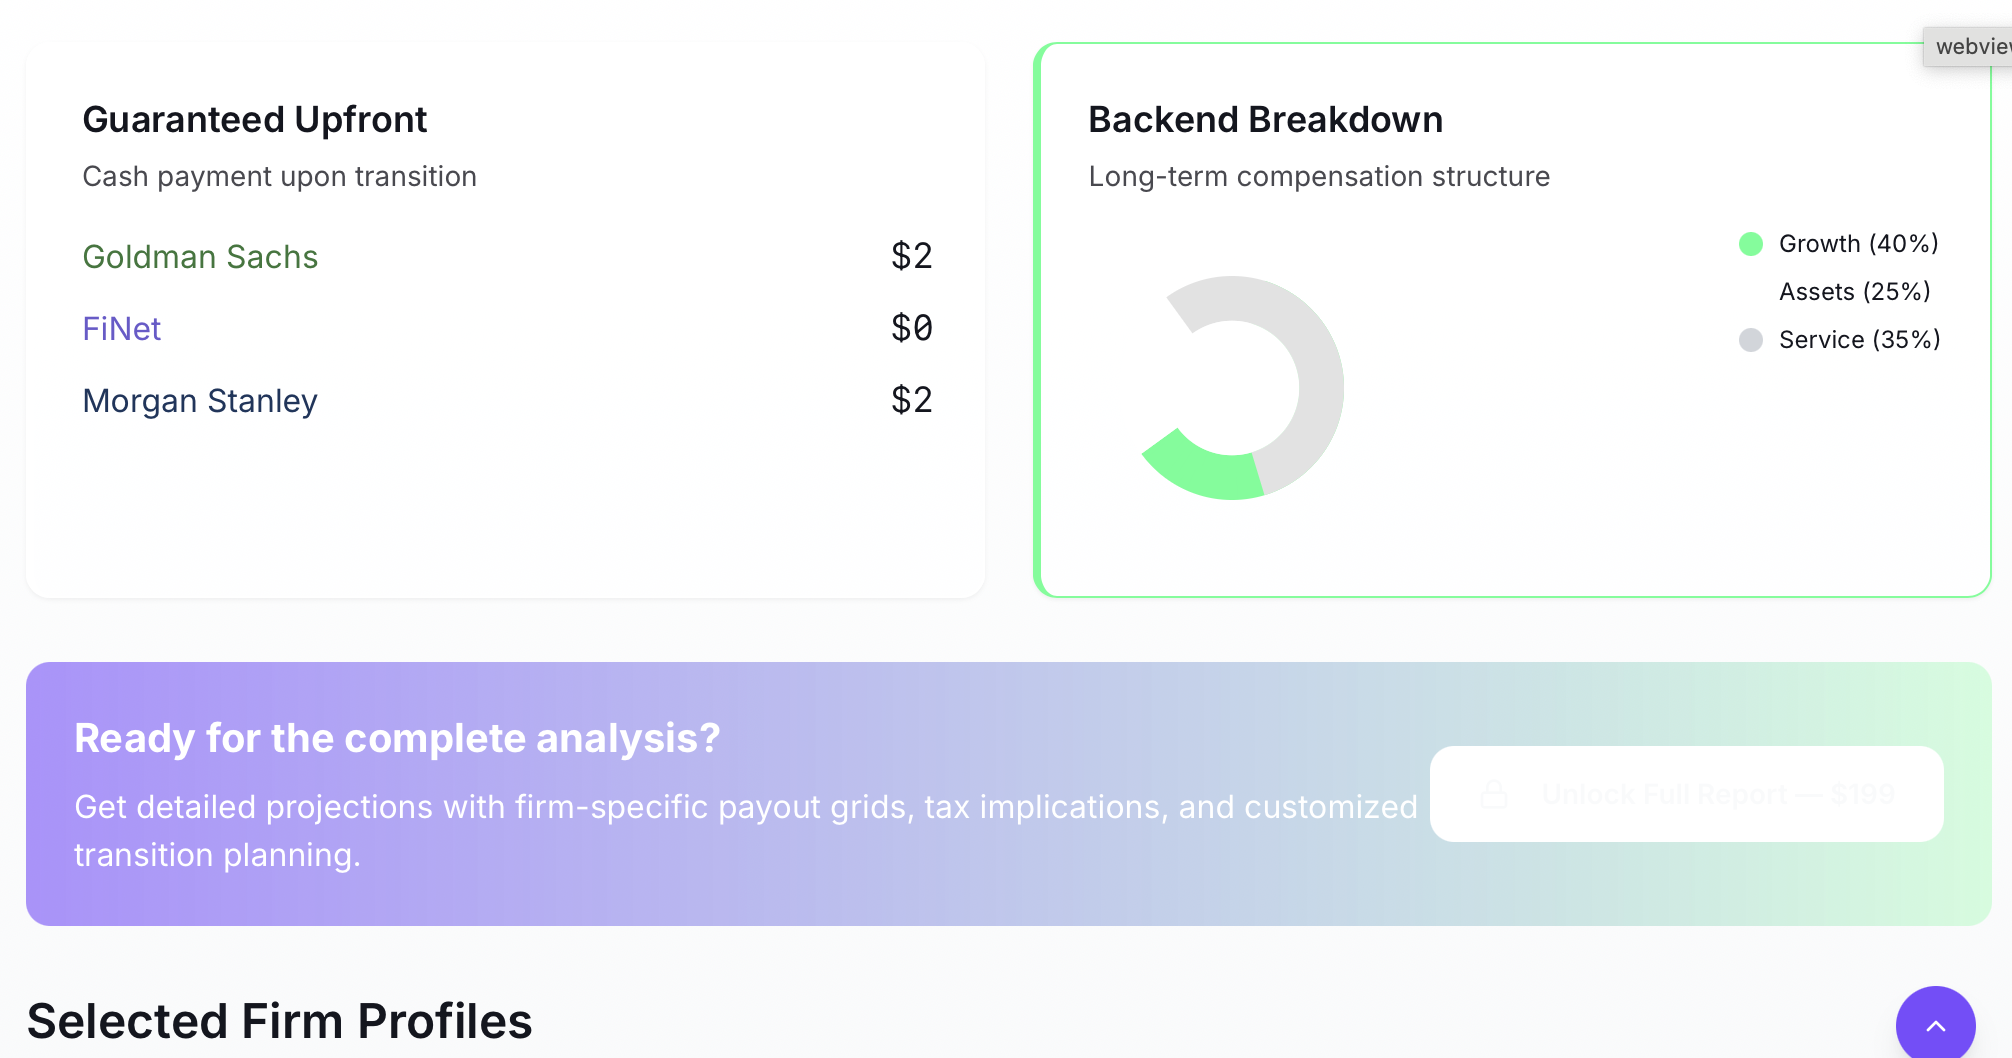 webview
Guaranteed Upfront
Cash payment upon transition
Goldman Sachs $2
FiNet $0
Morgan Stanley $2
Backend Breakdown
Long-term compensation structure
Growth (40%)
Assets (25%)
Service (35%)
Ready for the complete analysis?
Get detailed projections with firm-specific payout grids, tax implications, and customized
transition planning.
Unlock Full Report — $199
Selected Firm Profiles